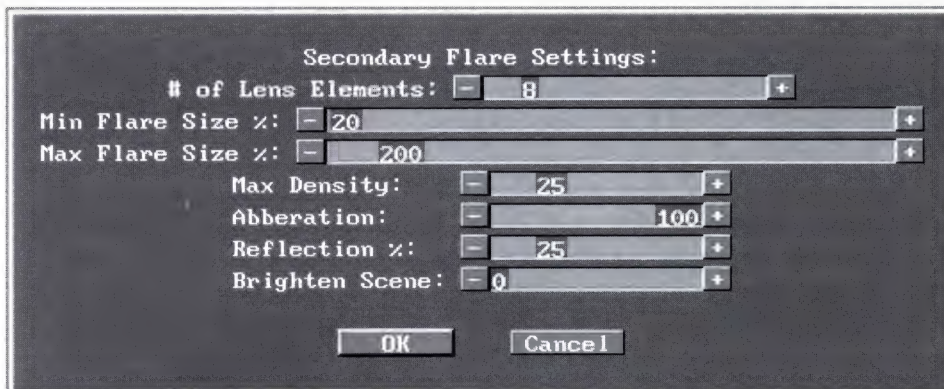 Secondary Flare Settings:
# of Lens Elements: - 8 +
Min Flare Size %: - 20 +
Max Flare Size %: - 200 +
Max Density: - 25 +
Abberation: - 100 +
Reflection %: - 25 +
Brighten Scene: - 0 +
OK Cancel